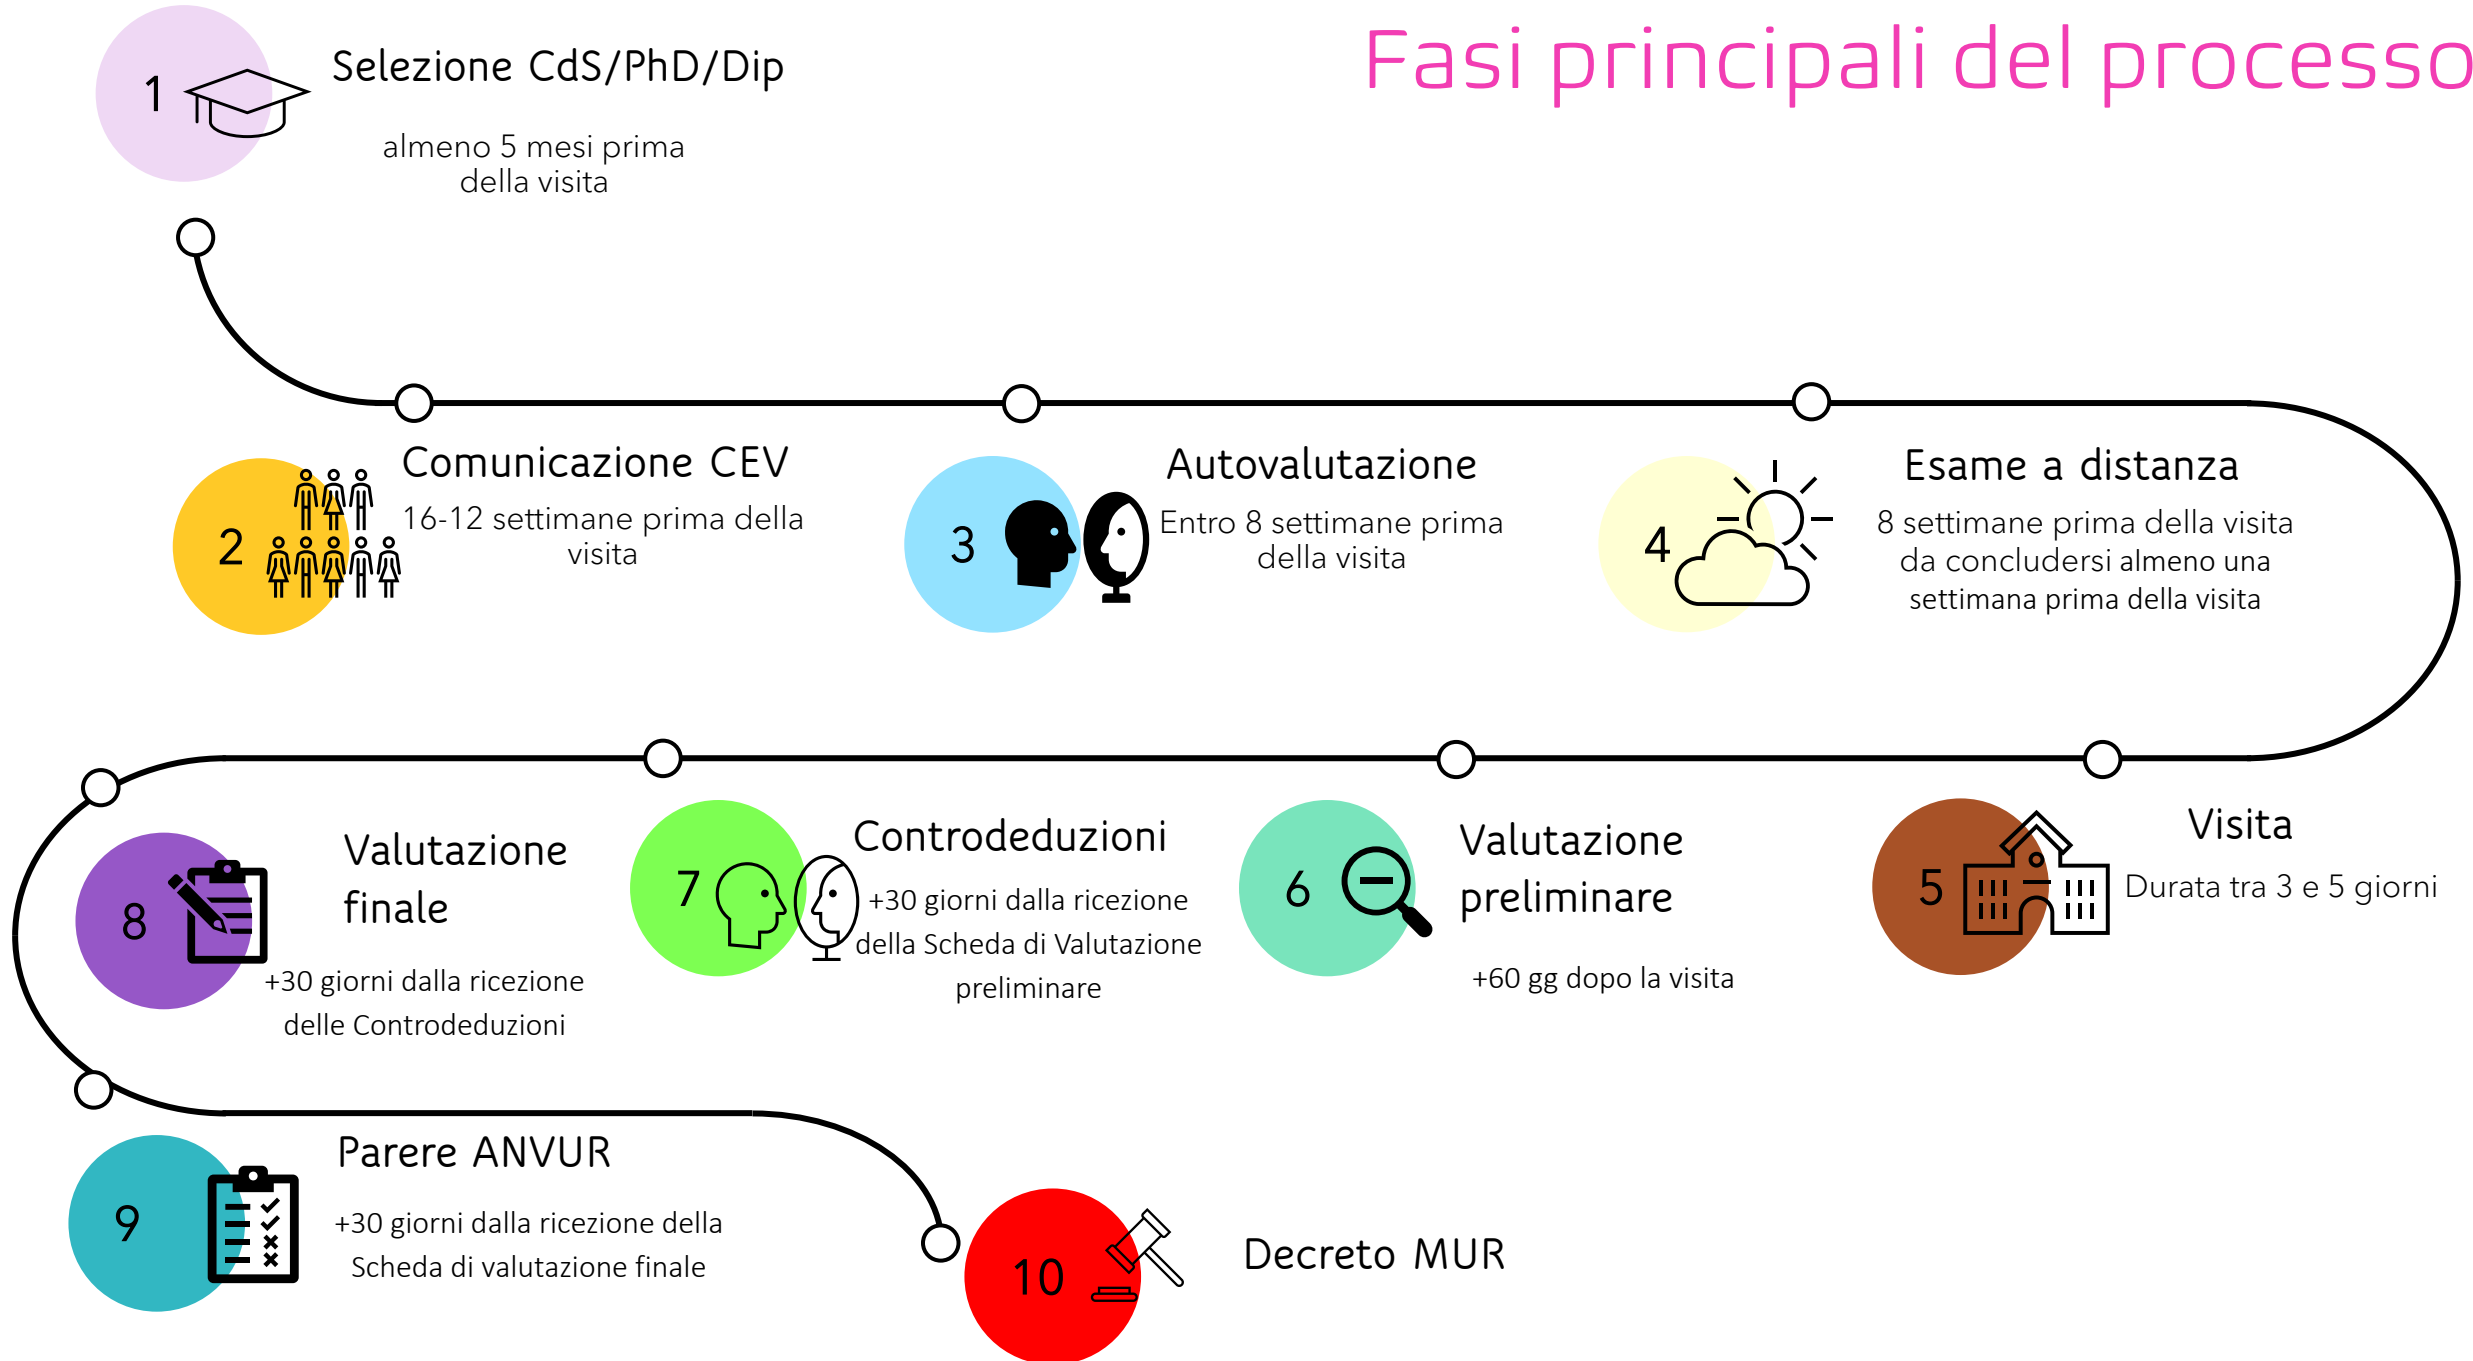 Fasi principali del processo
1
Selezione CdS/PhD/Dip
almeno 5 mesi prima
della visita
2
Comunicazione CEV
16-12 settimane prima della
visita
3
Autovalutazione
Entro 8 settimane prima
della visita
4
Esame a distanza
8 settimane prima della visita
da concludersi almeno una
settimana prima della visita
5
Visita
Durata tra 3 e 5 giorni
6
Valutazione
preliminare
+60 gg dopo la visita
7
Controdeduzioni
+30 giorni dalla ricezione
della Scheda di Valutazione
preliminare
8
Valutazione
finale
+30 giorni dalla ricezione
delle Controdeduzioni
9
Parere ANVUR
+30 giorni dalla ricezione della
Scheda di valutazione finale
10
Decreto MUR